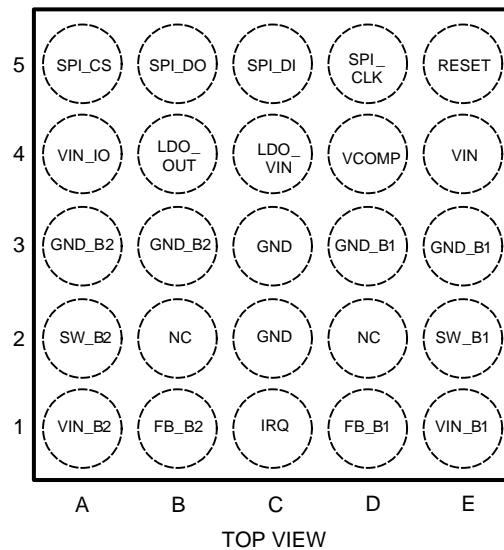 5 SPI_CS SPI_DO SPI_DI SPI_ CLK RESET
4 VIN_IO LDO_ OUT LDO_ VIN VCOMP VIN
3 GND_B2 GND_B2 GND GND_B1 GND_B1
2 SW_B2 NC GND NC SW_B1
1 VIN_B2 FB_B2 IRQ FB_B1 VIN_B1
A B C D E
TOP VIEW